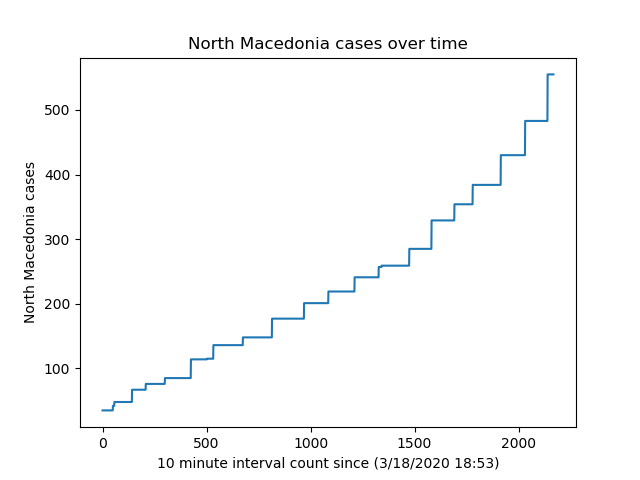 North Macedonia cases over time
500
400
300
200
100
North Macedonia cases
0 500 1000 1500 2000
10 minute interval count since (3/18/2020 18:53)